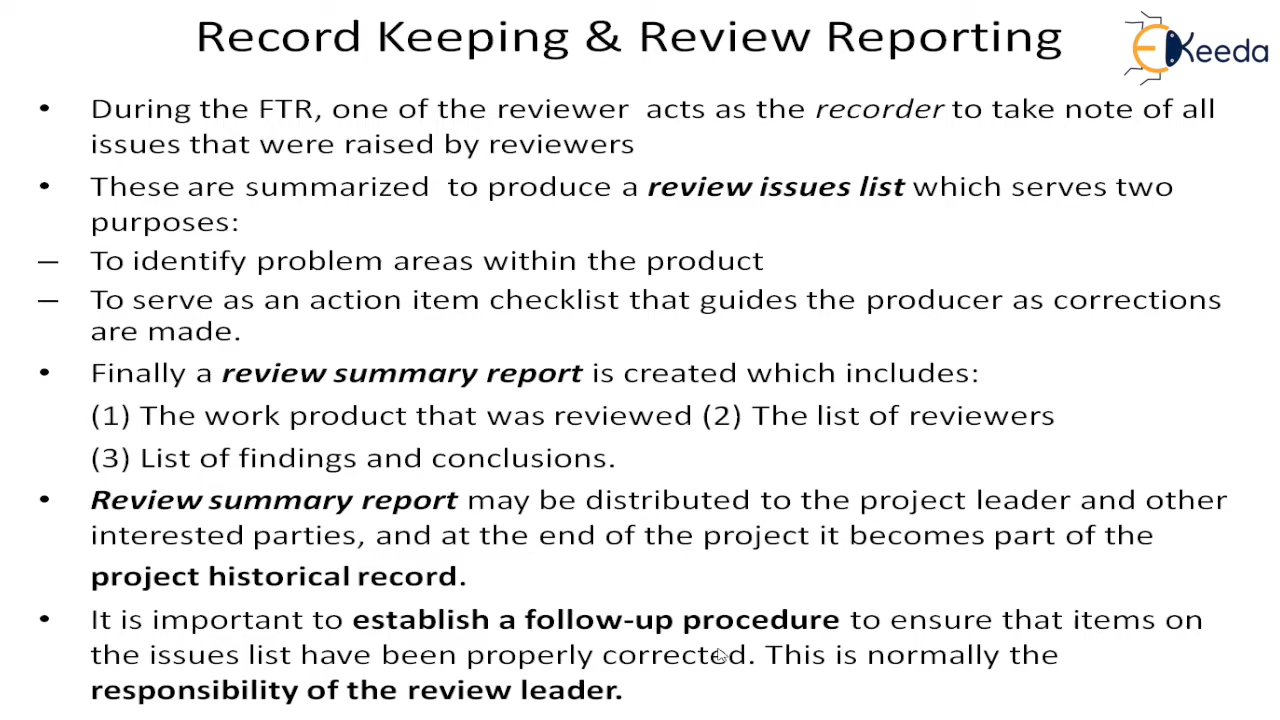 Record Keeping & Review Reporting
EKeeda
• During the FTR, one of the reviewer acts as the recorder to take note of all
issues that were raised by reviewers
• These are summarized to produce a review issues list which serves two
purposes:
– To identify problem areas within the product
– To serve as an action item checklist that guides the producer as corrections
are made.
• Finally a review summary report is created which includes:
(1) The work product that was reviewed (2) The list of reviewers
(3) List of findings and conclusions.
• Review summary report may be distributed to the project leader and other
interested parties, and at the end of the project it becomes part of the
project historical record.
• It is important to establish a follow-up procedure to ensure that items on
the issues list have been properly corrected. This is normally the
responsibility of the review leader.